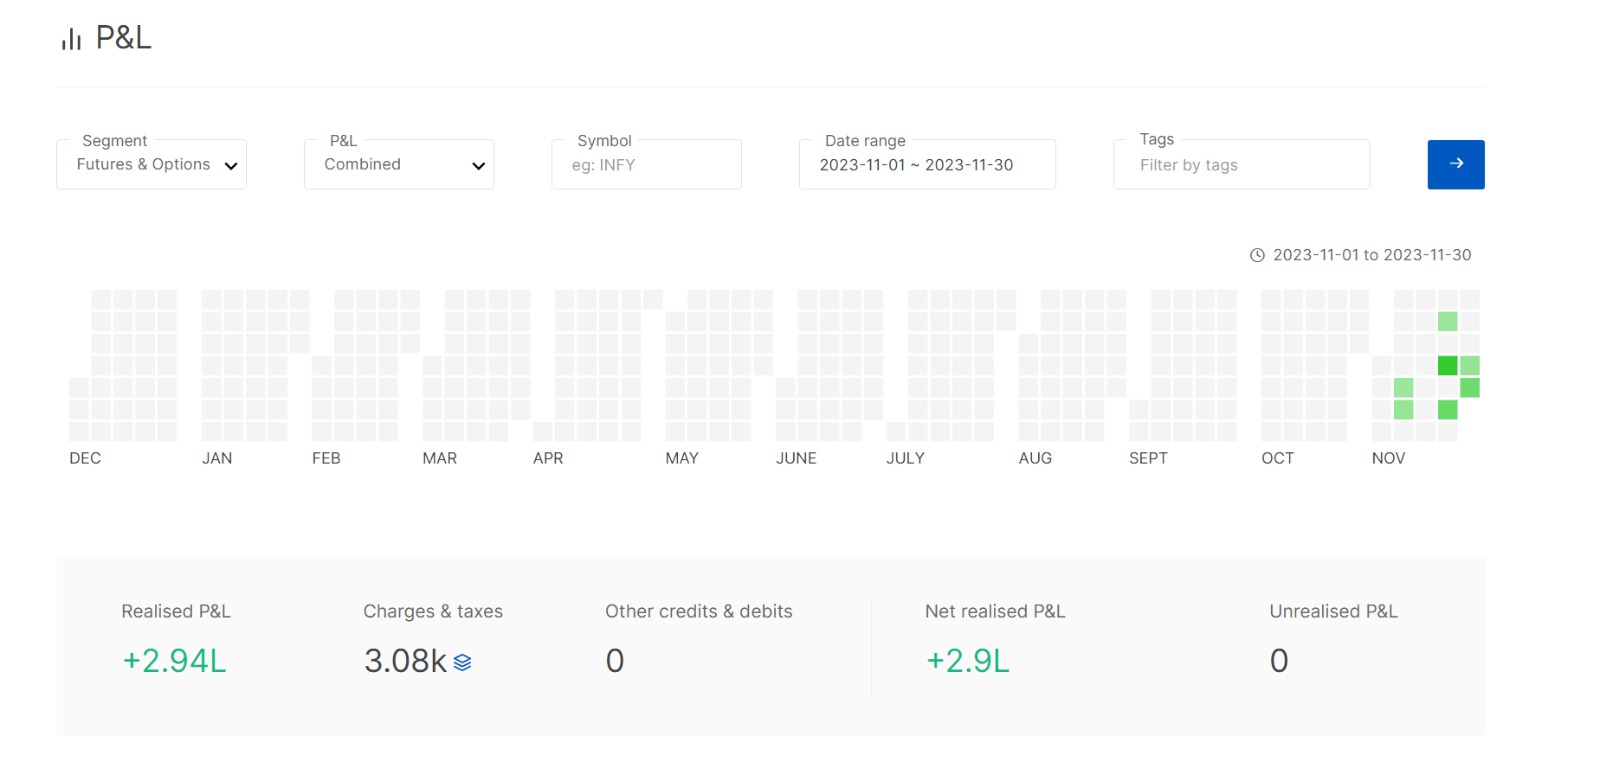 P&L
Segment
Futures & Options
P&L
Combined
Symbol
eg: INFY
Date range
2023-11-01 ~ 2023-11-30
Tags
Filter by tags
2023-11-01 to 2023-11-30
DEC JAN FEB MAR APR MAY JUNE JULY AUG SEPT OCT NOV
Realised P&L Charges & taxes Other credits & debits Net realised P&L Unrealised P&L
+2.94L 3.08k 0 +2.9L 0